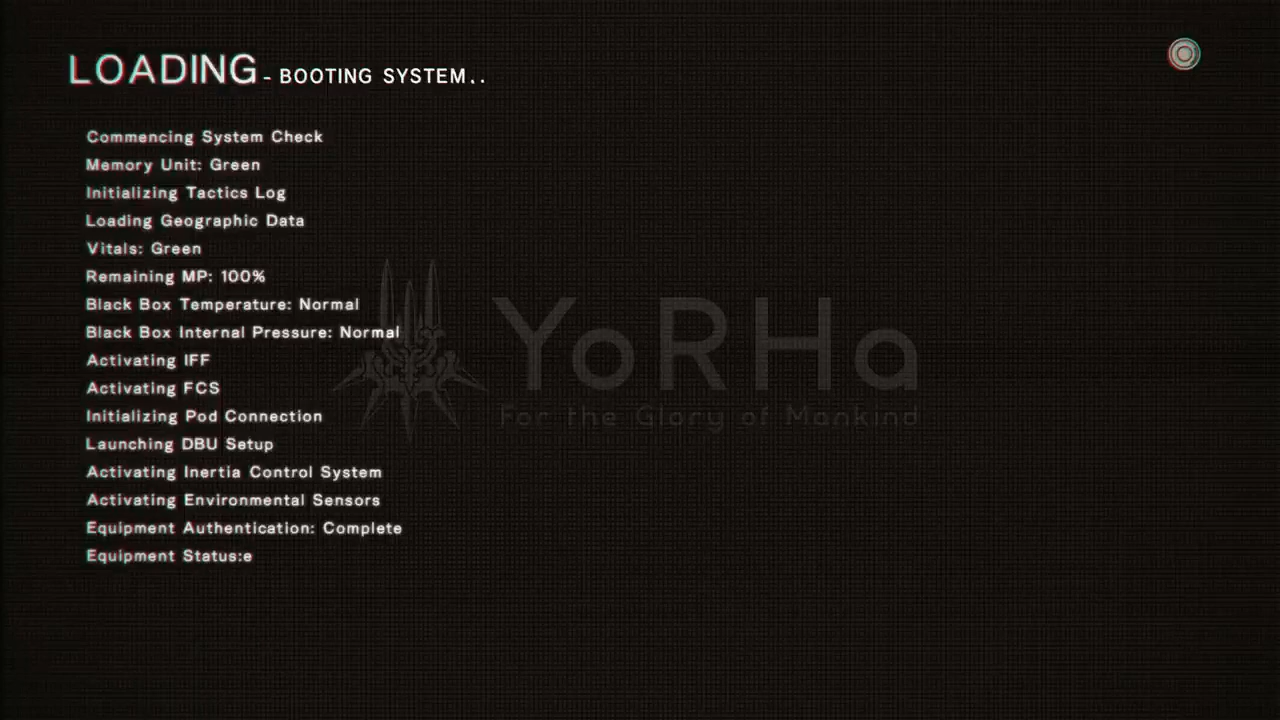 LOADING - BOOTING SYSTEM..
Commencing System Check
Memory Unit: Green
Initializing Tactics Log
Loading Geographic Data
Vitals: Green
Remaining MP: 100%
Black Box Temperature: Normal
Black Box Internal Pressure: Normal
Activating IFF
Activating FCS
Initializing Pod Connection
Launching DBU Setup
Activating Inertia Control System
Activating Environmental Sensors
Equipment Authentication: Complete
Equipment Status:e
YoRHa
For the Glory of Mankind